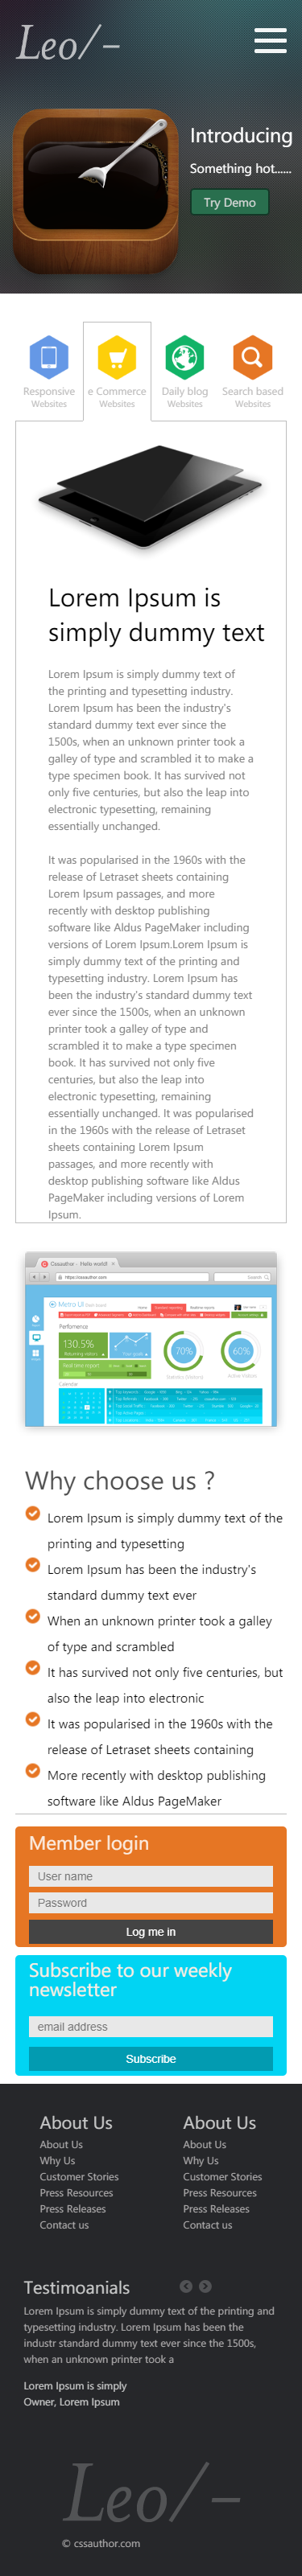 Leo/-
Introducing
Something hot......
Try Demo
Responsive
Websites
e Commerce
Websites
Daily blog
Websites
Search based
Websites
Lorem Ipsum is
simply dummy text
Lorem Ipsum is simply dummy text of
the printing and typesetting industry.
Lorem Ipsum has been the industry's
standard dummy text ever since the
1500s, when an unknown printer took a
galley of type and scrambled it to make a
type specimen book. It has survived not
only five centuries, but also the leap into
electronic typesetting, remaining
essentially unchanged.
It was popularised in the 1960s with the
release of Letraset sheets containing
Lorem Ipsum passages, and more
recently with desktop publishing
software like Aldus PageMaker including
versions of Lorem Ipsum.Lorem Ipsum is
simply dummy text of the printing and
typesetting industry. Lorem Ipsum has
been the industry's standard dummy text
ever since the 1500s, when an unknown
printer took a galley of type and
scrambled it to make a type specimen
book. It has survived not only five
centuries, but also the leap into
electronic typesetting, remaining
essentially unchanged. It was popularised
in the 1960s with the release of Letraset
sheets containing Lorem Ipsum
passages, and more recently with
desktop publishing software like Aldus
PageMaker including versions of Lorem
Ipsum.
Cssauthor - Hello world!
https://cssauthor.com
Search
Metro UI
Performence
130.5%
Returning visitors
70%
60%
Calendar
Why choose us ?
Lorem Ipsum is simply dummy text of the
printing and typesetting
Lorem Ipsum has been the industry's
standard dummy text ever
When an unknown printer took a galley
of type and scrambled
It has survived not only five centuries, but
also the leap into electronic
It was popularised in the 1960s with the
release of Letraset sheets containing
More recently with desktop publishing
software like Aldus PageMaker
Member login
User name
Password
Log me in
Subscribe to our weekly
newsletter
email address
Subscribe
About Us
About Us
Why Us
Customer Stories
Press Resources
Press Releases
Contact us
About Us
About Us
Why Us
Customer Stories
Press Resources
Press Releases
Contact us
Testimoanials
Lorem Ipsum is simply dummy text of the printing and
typesetting industry. Lorem Ipsum has been the
industr standard dummy text ever since the 1500s,
when an unknown printer took a
Lorem Ipsum is simply
Owner, Lorem Ipsum
Leo/-
© cssauthor.com